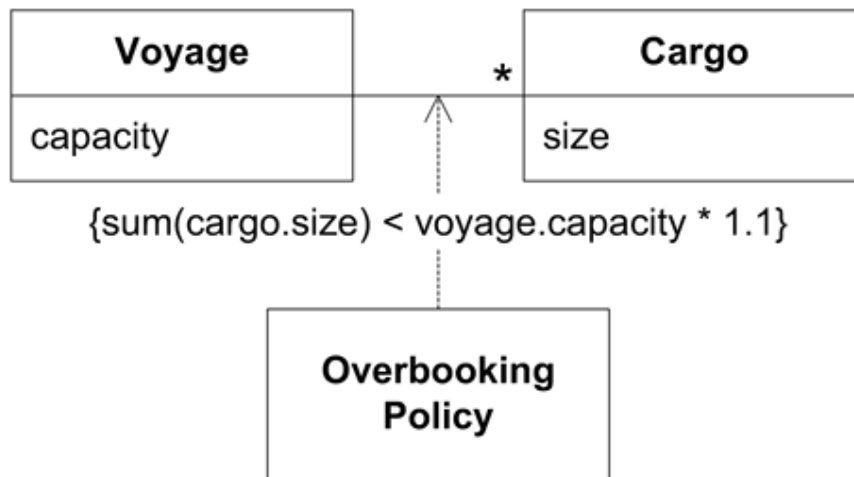 Voyage
*
Cargo
capacity
size
{sum(cargo.size) < voyage.capacity * 1.1}
Overbooking
Policy